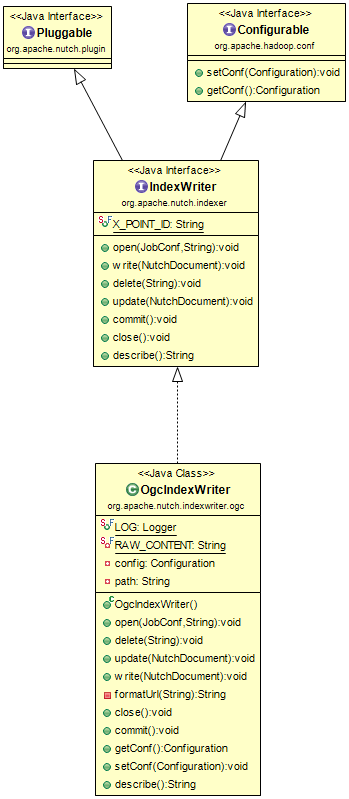 <<Java Interface>>
Pluggable
org.apache.nutch.plugin
<<Java Interface>>
Configurable
org.apache.hadoop.conf
setConf(Configuration):void
getConf():Configuration
<<Java Interface>>
IndexWriter
org.apache.nutch.indexer
X_POINT_ID: String
open(JobConf,String):void
write(NutchDocument):void
delete(String):void
update(NutchDocument):void
commit():void
close():void
describe():String
<<Java Class>>
OgcIndexWriter
org.apache.nutch.indexwriter.ogc
LOG: Logger
RAW_CONTENT: String
config: Configuration
path: String
OgcIndexWriter()
open(JobConf,String):void
delete(String):void
update(NutchDocument):void
write(NutchDocument):void
formatUrl(String):String
close():void
commit():void
getConf():Configuration
setConf(Configuration):void
describe():String